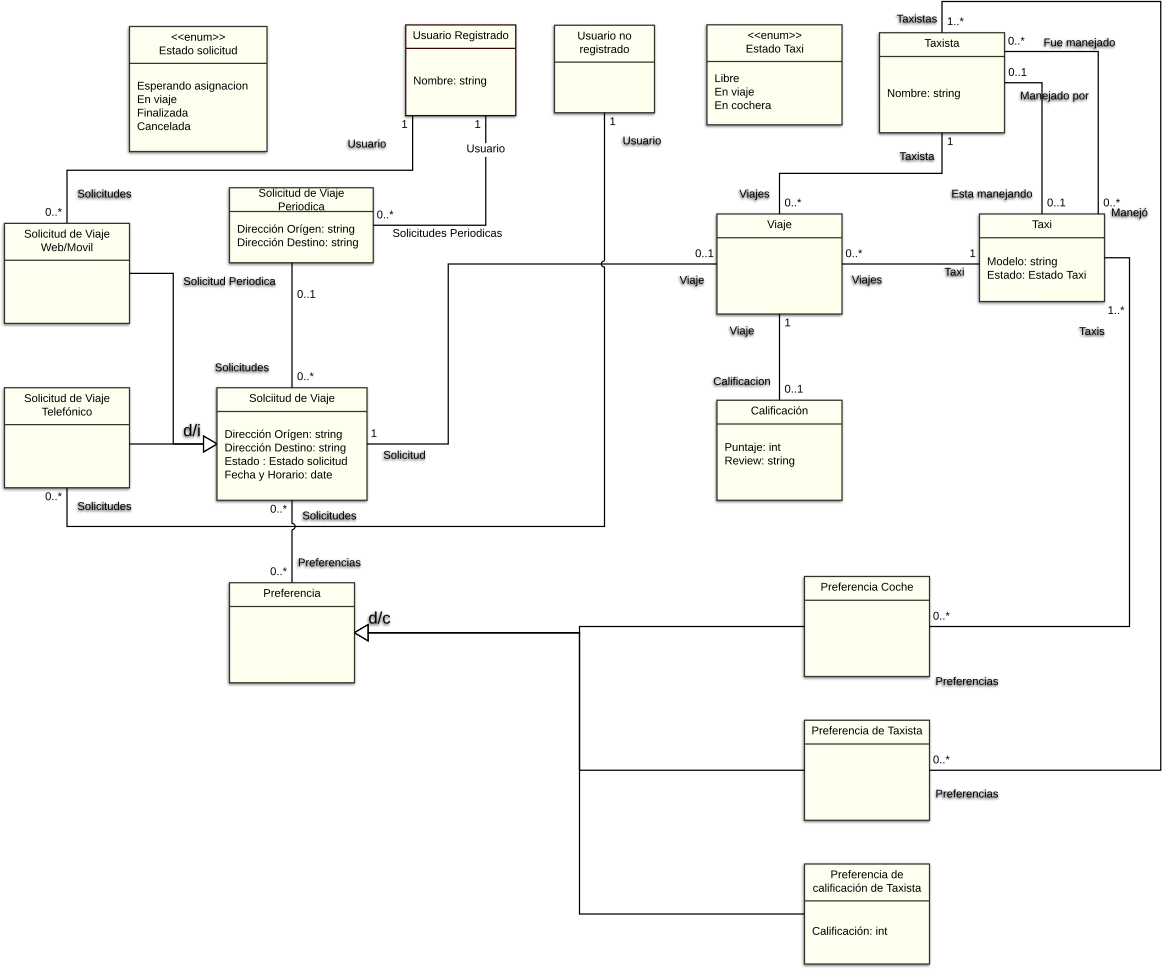 Taxistas
1..*
<<enum>>
Estado solicitud
Esperando asignacion
En viaje
Finalizada
Cancelada
Usuario Registrado
Nombre: string
Usuario no
registrado
<<enum>>
Estado Taxi
Libre
En viaje
En cochera
Taxista
Nombre: string
0..*
Fue manejado
0..1
Manejado por
1
Usuario
1
Usuario
1
Usuario
1
Taxista
Solicitudes
0..*
Solicitud de Viaje
Periodica
Dirección Orígen: string
Dirección Destino: string
0..*
Solicitudes Periodicas
Viajes
0..*
Esta manejando
0..1
0..*
Manejó
Solicitud de Viaje
Web/Movil
Solicitud Periodica
0..1
Viaje
0..1
Viaje
0..*
Viajes
1
Taxi
Taxi
Modelo: string
Estado: Estado Taxi
1..*
Taxis
1
Viaje
Solicitudes
0..*
Calificacion
0..1
Solicitud de Viaje
Telefónico
d/i
Solciitud de Viaje
Dirección Orígen: string
Dirección Destino: string
Estado : Estado solicitud
Fecha y Horario: date
1
Solicitud
Calificación
Puntaje: int
Review: string
0..*
Solicitudes
0..*
Solicitudes
Preferencias
0..*
Preferencia
d/c
Preferencia Coche
0..*
Preferencias
Preferencia de Taxista
0..*
Preferencias
Preferencia de
calificación de Taxista
Calificación: int